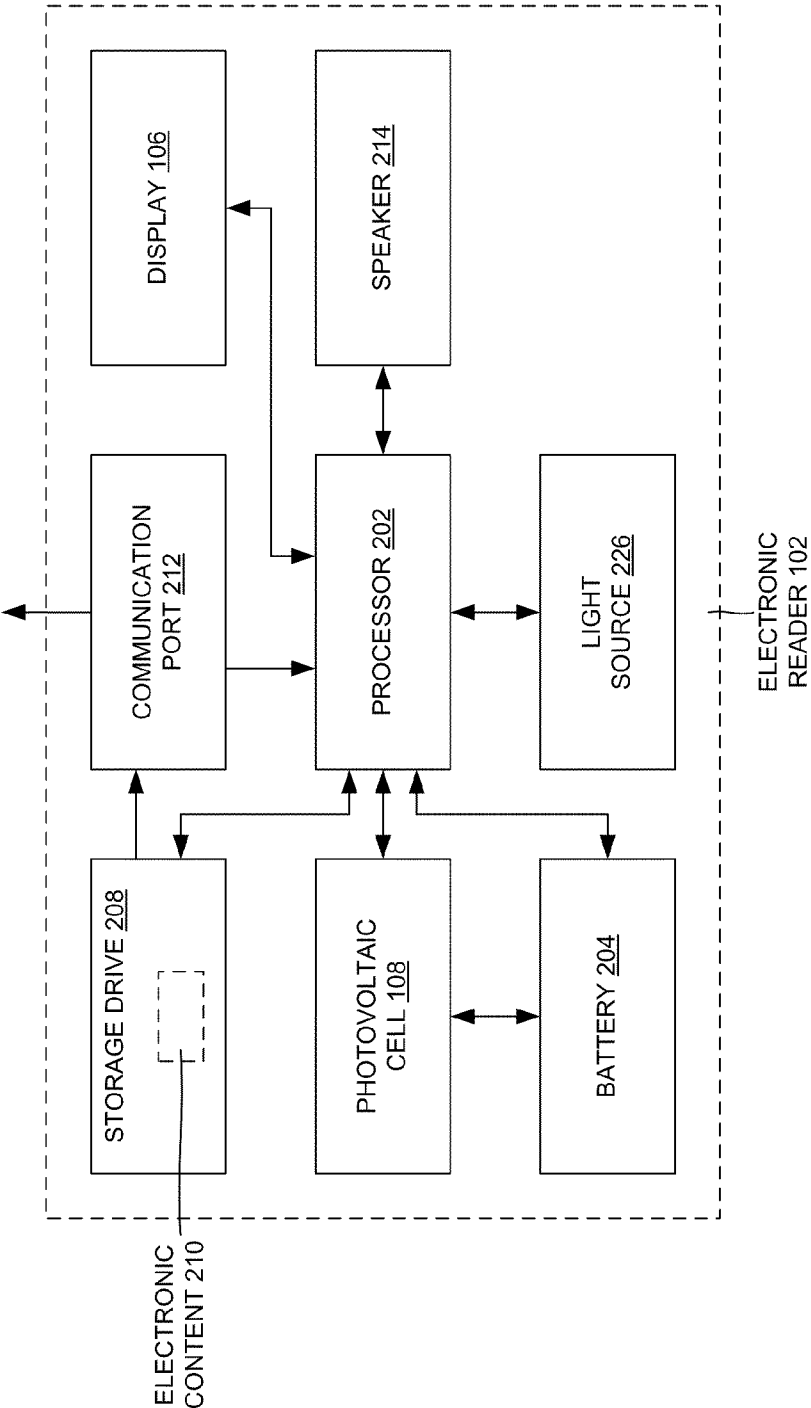 STORAGE DRIVE 208
COMMUNICATION
PORT 212
DISPLAY 106
PHOTOVOLTAIC
CELL 108
PROCESSOR 202
SPEAKER 214
BATTERY 204
LIGHT
SOURCE 226
ELECTRONIC
CONTENT 210
ELECTRONIC
READER 102